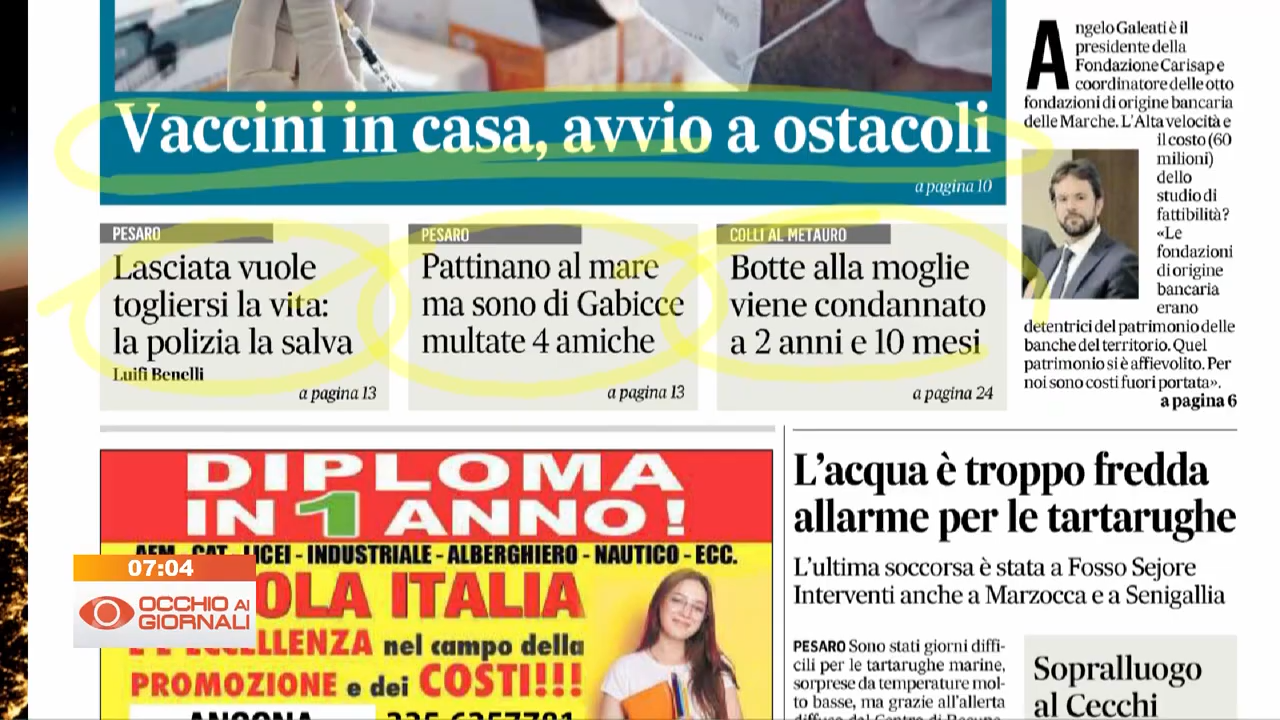 Vaccini in casa, avvio a ostacoli
a pagina 10
PESARO
Lasciata vuole
togliersi la vita:
la polizia la salva
Luifi Benelli
a pagina 13
PESARO
Pattinano al mare
ma sono di Gabicce
multate 4 amiche
a pagina 13
COLLI AL METAURO
Botte alla moglie
viene condannato
a 2 anni e 10 mesi
a pagina 24
Angelo Galeati è il
presidente della
Fondazione Carisap e
coordinatore delle otto
fondazioni di origine bancaria
delle Marche. L'Alta velocità e
il costo (60
milioni)
dello
studio di
fattibilità?
«Le
fondazioni
di origine
bancaria
erano
detentrici del patrimonio delle
banche del territorio. Quel
patrimonio si è affievolito. Per
noi sono costi fuori portata».
a pagina 6
DIPLOMA
IN 1 ANNO!
LICEI - INDUSTRIALE - ALBERGHIERO - NAUTICO - ECC.
ITALIA
nel campo della
PROMOZIONE e dei COSTI!!!
ANCONA
L'acqua è troppo fredda
allarme per le tartarughe
L'ultima soccorsa è stata a Fosso Sejore
Interventi anche a Marzocca e a Senigallia
PESARO Sono stati giorni diffi-
cili per le tartarughe marine,
sorprese da temperature mol-
to basse, ma grazie all'allerta
Sopralluogo
al Cecchi
07:04
OCCHIO AI
GIORNALI